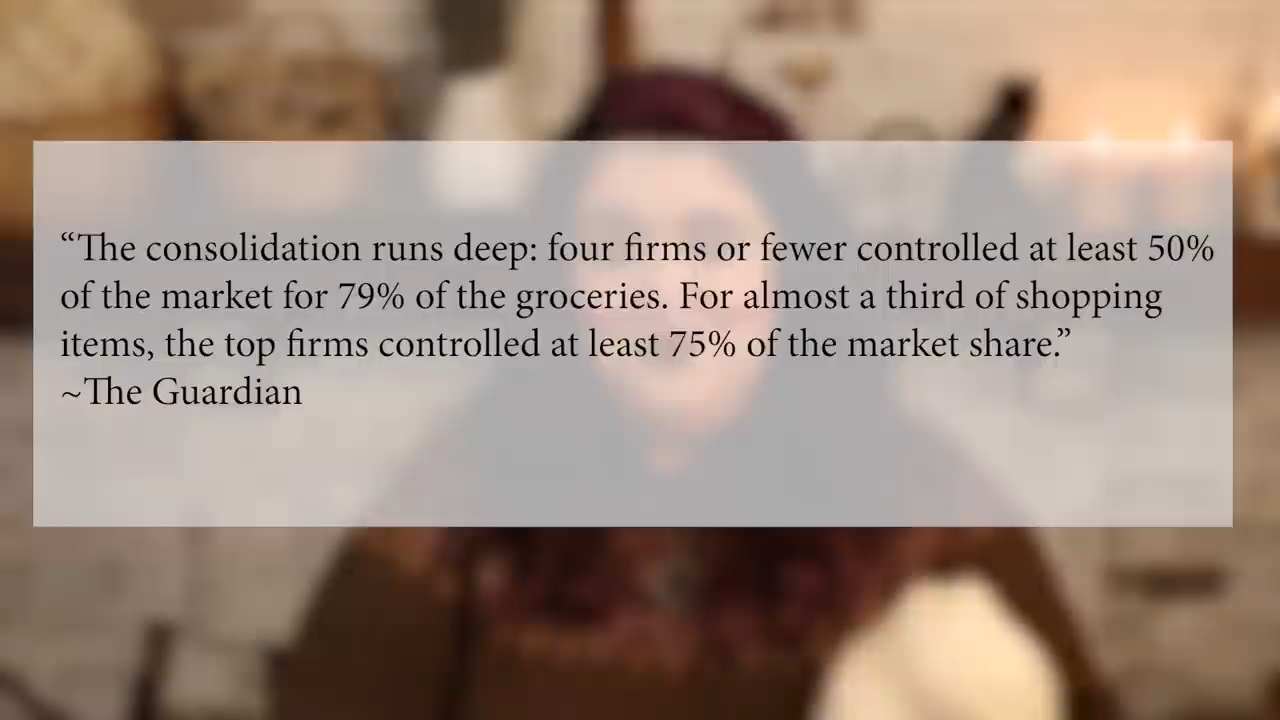 “The consolidation runs deep: four firms or fewer controlled at least 50%
of the market for 79% of the groceries. For almost a third of shopping
items, the top firms controlled at least 75% of the market share.”
~The Guardian